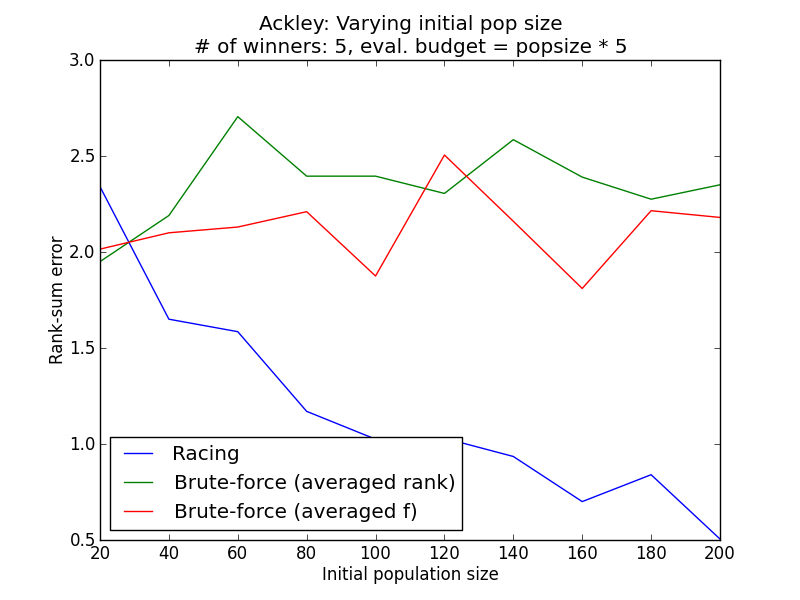 Ackley: Varying initial pop size
# of winners: 5, eval. budget = popsize * 5
3.0
2.5
2.0
1.5
1.0
0.5
Rank-sum error
Racing
Brute-force (averaged rank)
Brute-force (averaged f)
20 40 60 80 100 120 140 160 180 200
Initial population size